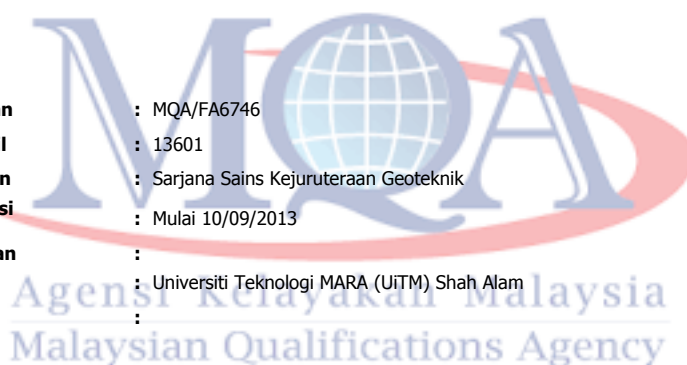 MQA
an : MQA/FA6746
l : 13601
n : Sarjana Sains Kejuruteraan Geoteknik
si : Mulai 10/09/2013
an :
: Universiti Teknologi MARA (UiTM) Shah Alam
:
Agensi Kelayakan Malaysia
Malaysian Qualifications Agency